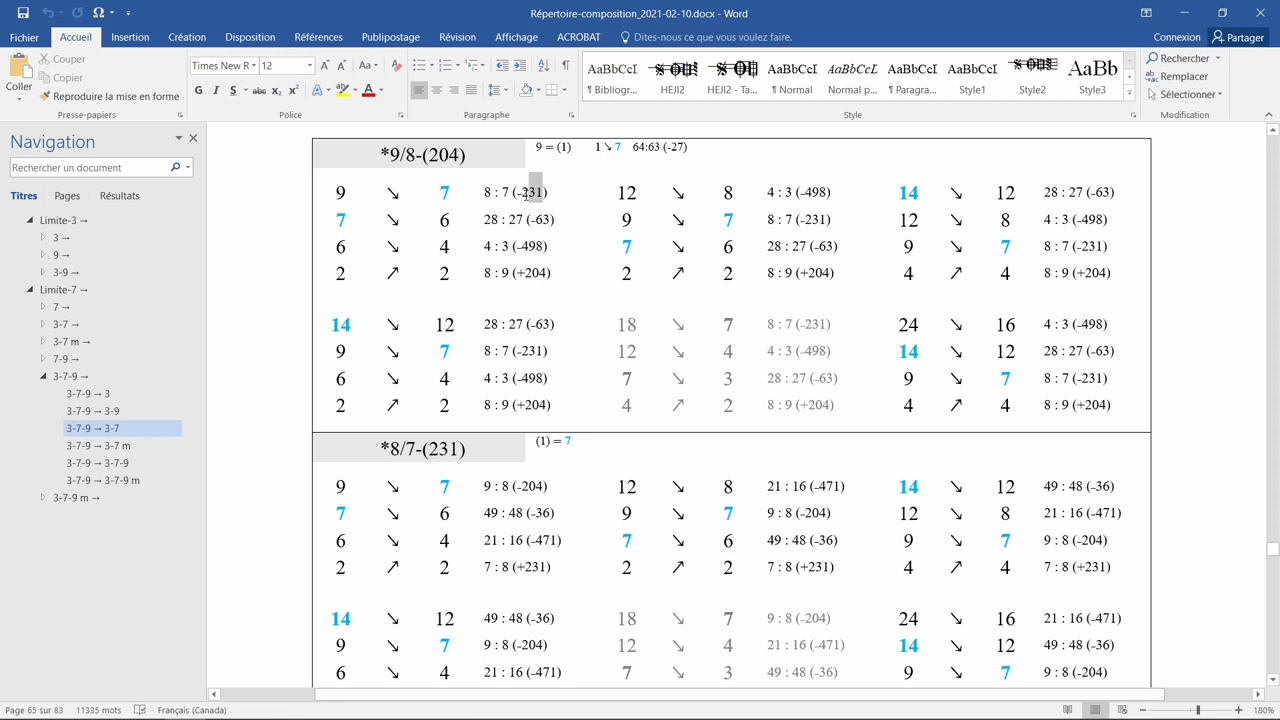 Répertoire-composition_2021-02-10.docx - Word
Fichier Accueil Insertion Création Disposition Références Publipostage Révision Affichage ACROBAT Dites-nous ce que vous voulez faire. Connexion Partager
Coller
Couper
Copier
Reproduire la mise en forme
Presse-papiers
Times New R 12 Aa
G I S abc x₂ x² A A
Police
Paragraphe
AaBbCcI AaBbCcI AaBbCcL AaBbCcI AaBbCcI AaBb
¶ Bibliogr... HEJI2 HEJI2 - Ta... ¶ Normal Normal p... ¶ Paragra... Style1 Style2 Style3
Style
Rechercher
Remplacer
Sélectionner
Modification
Navigation
Rechercher un document
Titres Pages Résultats
Limite-3 →
3 →
9 →
3-9 →
Limite-7 →
7 →
3-7 →
3-7 m →
7-9 →
3-7-9 →
3-7-9 → 3
3-7-9 → 3-9
3-7-9 → 3-7
3-7-9 → 3-7 m
3-7-9 → 3-7-9
3-7-9 → 3-7-9 m
3-7-9 m →
*9/8-(204) 9 = (1) 1 ↘ 7 64:63 (-27)
9 ↘ 7 8 : 7 (-231) 12 ↘ 8 4 : 3 (-498) 14 ↘ 12 28 : 27 (-63)
7 ↘ 6 28 : 27 (-63) 9 ↘ 7 8 : 7 (-231) 12 ↘ 8 4 : 3 (-498)
6 ↘ 4 4 : 3 (-498) 7 ↘ 6 28 : 27 (-63) 9 ↘ 7 8 : 7 (-231)
2 ↗ 2 8 : 9 (+204) 2 ↗ 2 8 : 9 (+204) 4 ↗ 4 8 : 9 (+204)
14 ↘ 12 28 : 27 (-63) 18 ↘ 7 8 : 7 (-231) 24 ↘ 16 4 : 3 (-498)
9 ↘ 7 8 : 7 (-231) 12 ↘ 4 4 : 3 (-498) 14 ↘ 12 28 : 27 (-63)
6 ↘ 4 4 : 3 (-498) 7 ↘ 3 28 : 27 (-63) 9 ↘ 7 8 : 7 (-231)
2 ↗ 2 8 : 9 (+204) 4 ↗ 2 8 : 9 (+204) 4 ↗ 4 8 : 9 (+204)
*8/7-(231) (1) = 7
9 ↘ 7 9 : 8 (-204) 12 ↘ 8 21 : 16 (-471) 14 ↘ 12 49 : 48 (-36)
7 ↘ 6 49 : 48 (-36) 9 ↘ 7 9 : 8 (-204) 12 ↘ 8 21 : 16 (-471)
6 ↘ 4 21 : 16 (-471) 7 ↘ 6 49 : 48 (-36) 9 ↘ 7 9 : 8 (-204)
2 ↗ 2 7 : 8 (+231) 2 ↗ 2 7 : 8 (+231) 4 ↗ 4 7 : 8 (+231)
14 ↘ 12 49 : 48 (-36) 18 ↘ 7 9 : 8 (-204) 24 ↘ 16 21 : 16 (-471)
9 ↘ 7 9 : 8 (-204) 12 ↘ 4 21 : 16 (-471) 14 ↘ 12 49 : 48 (-36)
6 ↘ 4 21 : 16 (-471) 7 ↘ 3 49 : 48 (-36) 9 ↘ 7 9 : 8 (-204)
Page 65 sur 83 11335 mots Français (Canada) 180%